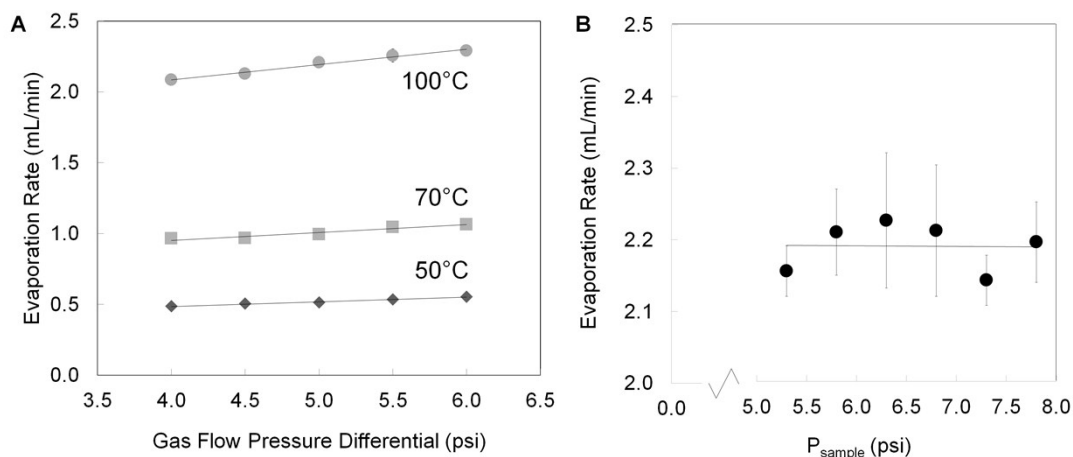 A
Evaporation Rate (mL/min)
2.5
2.0
1.5
1.0
0.5
0.0
100°C
70°C
50°C
3.5 4.0 4.5 5.0 5.5 6.0 6.5
Gas Flow Pressure Differential (psi)
B
Evaporation Rate (mL/min)
2.5
2.4
2.3
2.2
2.1
2.0
0.0 5.0 5.5 6.0 6.5 7.0 7.5 8.0
P_sample (psi)